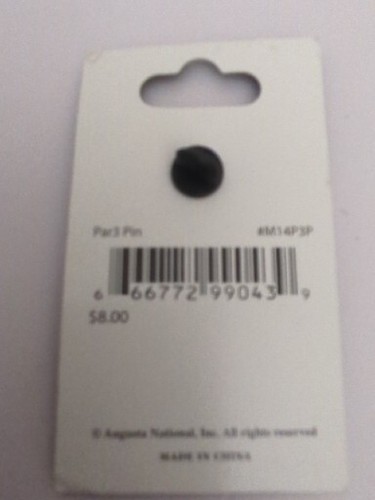 Par3 Pin #M14P3P
6 66772 99043 9
$8.00
© Augusta National, Inc. All rights reserved
MADE IN CHINA